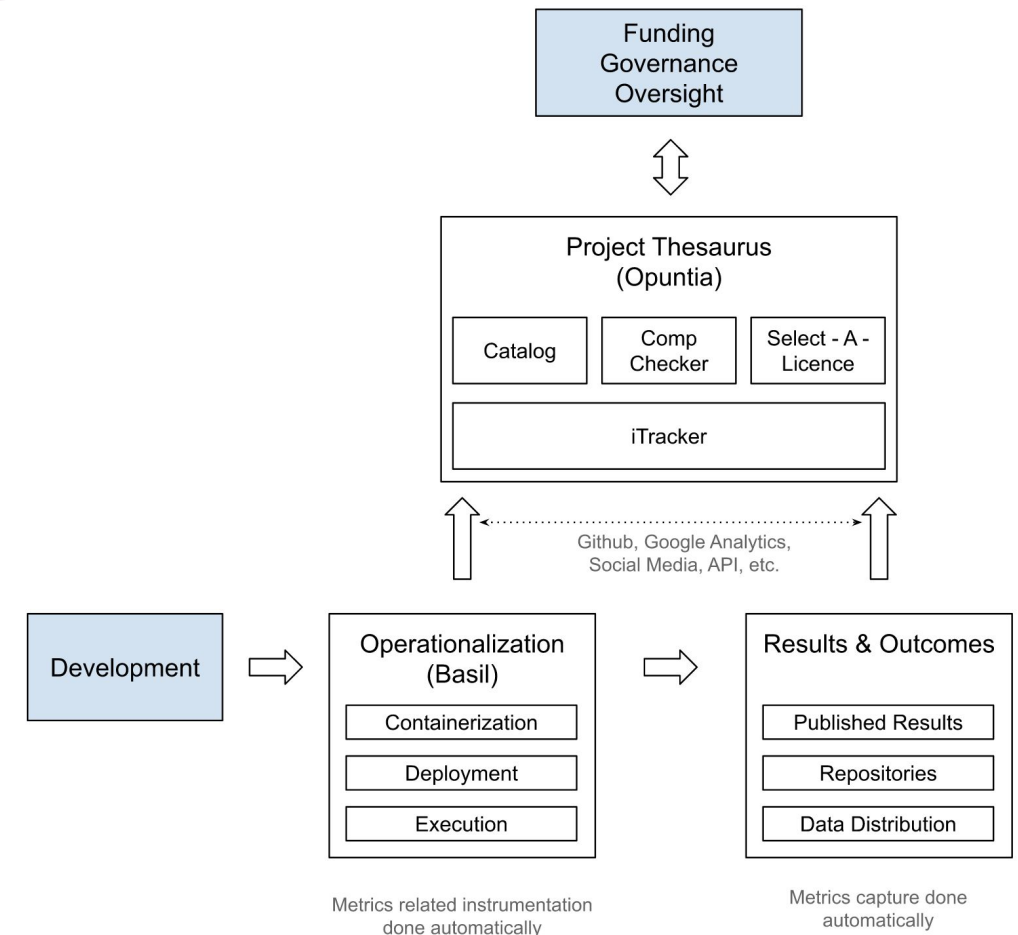 Funding
Governance
Oversight
Project Thesaurus
(Opuntia)
Catalog
Comp
Checker
Select - A -
Licence
iTracker
Github, Google Analytics,
Social Media, API, etc.
Development
Operationalization
(Basil)
Containerization
Deployment
Execution
Results & Outcomes
Published Results
Repositories
Data Distribution
Metrics related instrumentation
done automatically
Metrics capture done
automatically